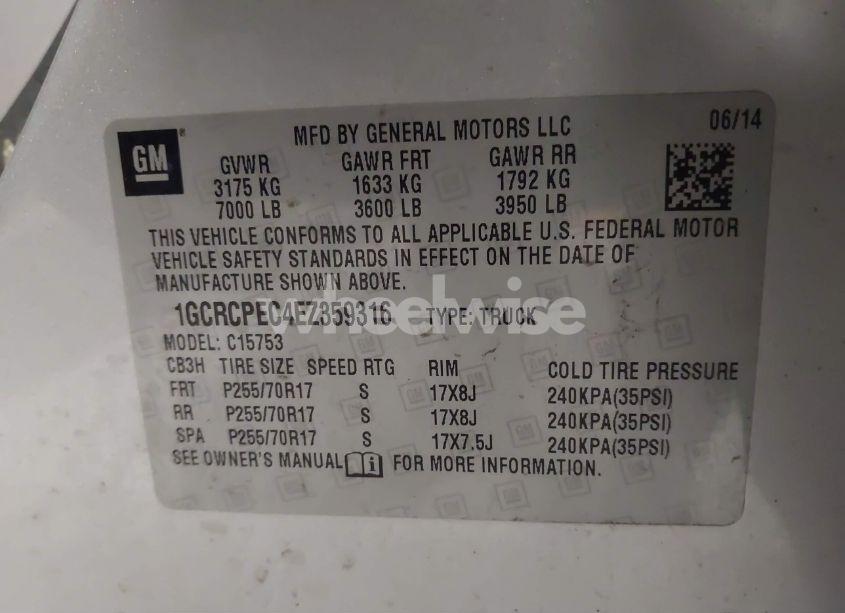 GM
MFD BY GENERAL MOTORS LLC 06/14
GVWR GAWR FRT GAWR RR
3175 KG 1633 KG 1792 KG
7000 LB 3600 LB 3950 LB
THIS VEHICLE CONFORMS TO ALL APPLICABLE U.S. FEDERAL MOTOR
VEHICLE SAFETY STANDARDS IN EFFECT ON THE DATE OF
MANUFACTURE SHOWN ABOVE.
1GCRCPEC4EZ359316 TYPE: TRUCK
wheelwise
MODEL: C15753
CB3H TIRE SIZE SPEED RTG RIM COLD TIRE PRESSURE
FRT P255/70R17 S 17X8J 240KPA(35PSI)
RR P255/70R17 S 17X8J 240KPA(35PSI)
SPA P255/70R17 S 17X7.5J 240KPA(35PSI)
SEE OWNER'S MANUAL FOR MORE INFORMATION.